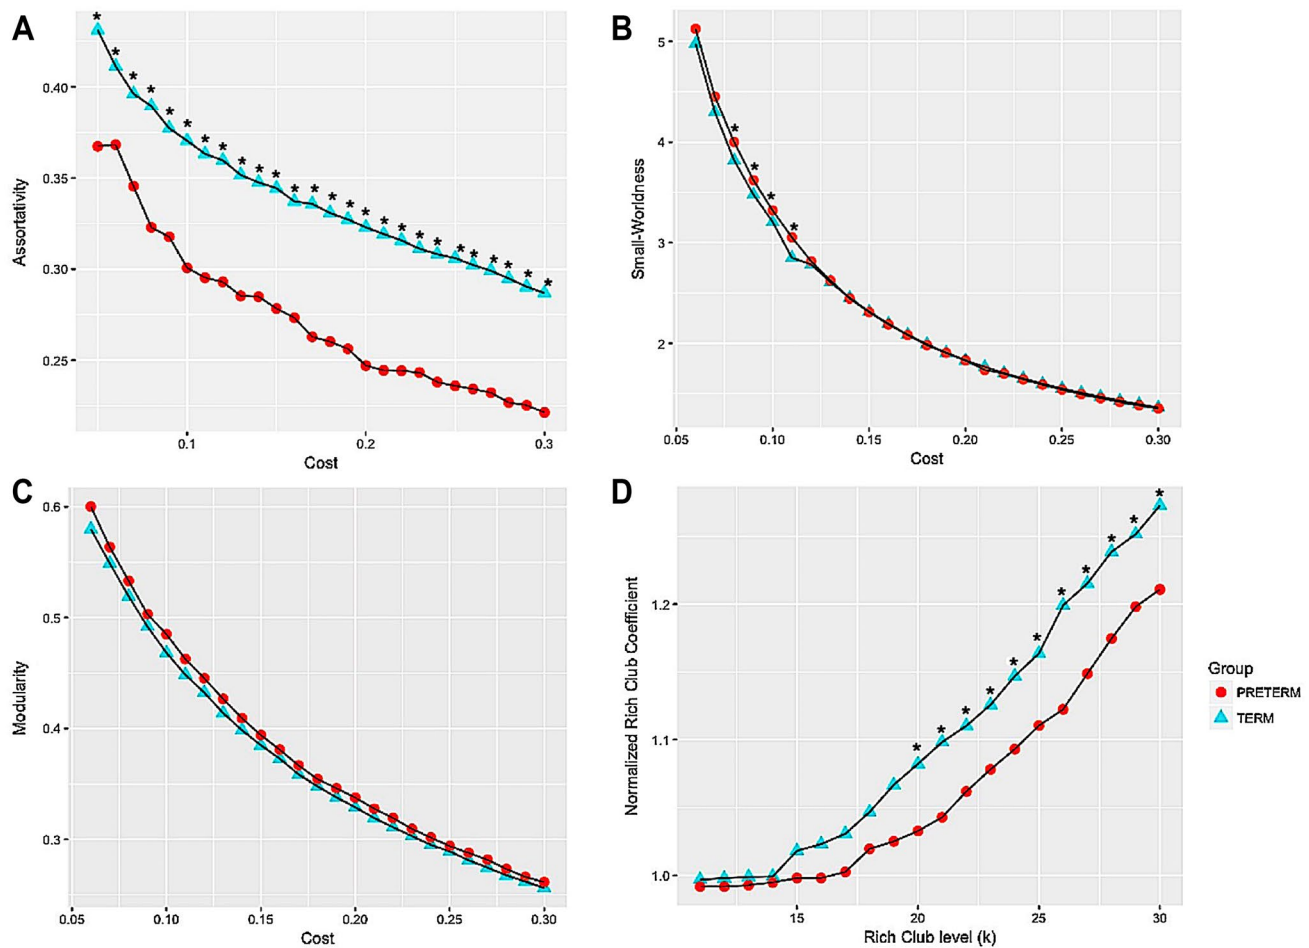 A
* * * * * * * * * * * * * * * * * * * * * * * * * *
Assortativity
0.40
0.35
0.30
0.25
0.1 0.2 0.3
Cost
B
* * * *
Small-Worldness
5
4
3
2
0.05 0.10 0.15 0.20 0.25 0.30
Cost
C
Modularity
0.6
0.5
0.4
0.3
0.05 0.10 0.15 0.20 0.25 0.30
Cost
D
* * * * * * * * * * *
Normalized Rich Club Coefficient
1.2
1.1
1.0
15 20 25 30
Rich Club level (k)
Group
PRETERM
TERM